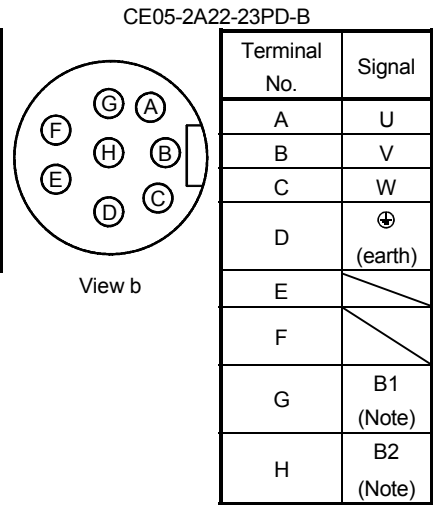 CE05-2A22-23PD-B
G A
F
H B
E
C
D
View b
Terminal No. Signal
A U
B V
C W
D ⏚ (earth)
E
F
G B1 (Note)
H B2 (Note)